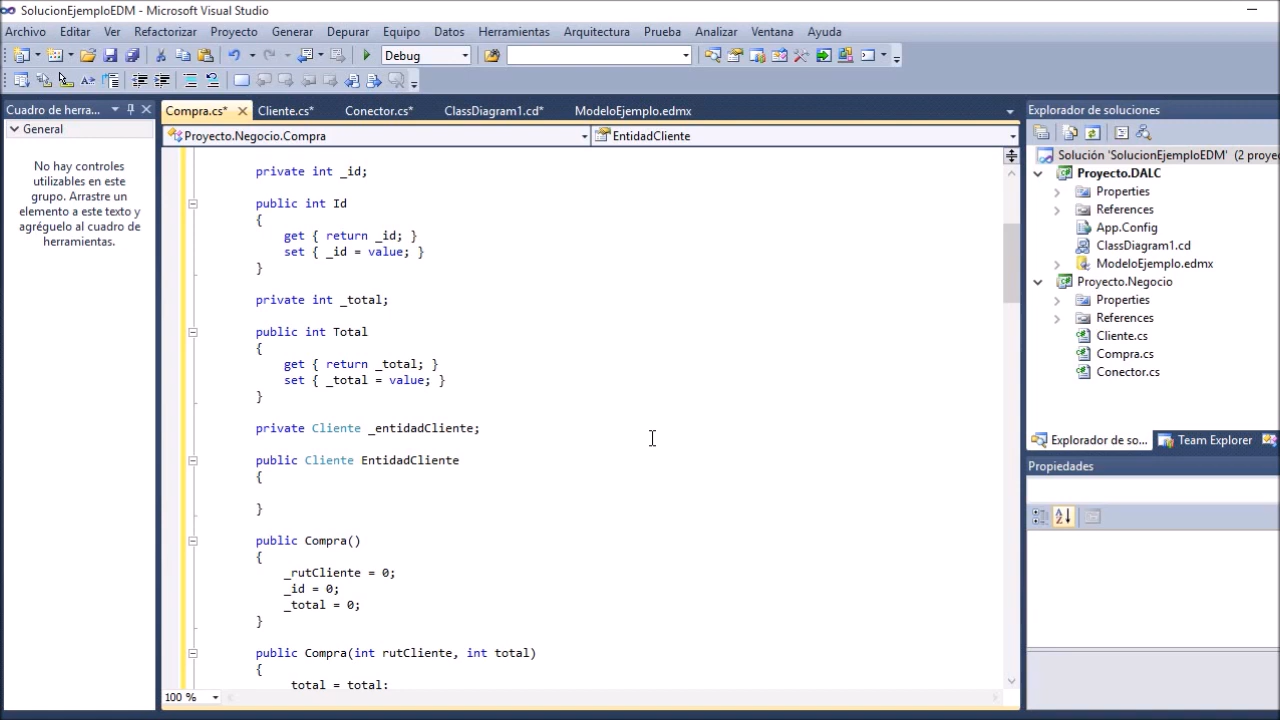 SolucionEjemploEDM - Microsoft Visual Studio
Archivo Editar Ver Refactorizar Proyecto Generar Depurar Equipo Datos Herramientas Arquitectura Prueba Analizar Ventana Ayuda
Debug
Cuadro de herra...
General
No hay controles
utilizables en este
grupo. Arrastre un
elemento a este texto y
agréguelo al cuadro de
herramientas.
Compra.cs* Cliente.cs* Conector.cs* ClassDiagram1.cd* ModeloEjemplo.edmx
Proyecto.Negocio.Compra EntidadCliente
private int _id;
public int Id
{
get { return _id; }
set { _id = value; }
}
private int _total;
public int Total
{
get { return _total; }
set { _total = value; }
}
private Cliente _entidadCliente;
public Cliente EntidadCliente
{
}
public Compra()
{
_rutCliente = 0;
_id = 0;
_total = 0;
}
public Compra(int rutCliente, int total)
{
_total = total;
100 %
Explorador de soluciones
Solución 'SolucionEjemploEDM' (2 proye
Proyecto.DALC
Properties
References
App.Config
ClassDiagram1.cd
ModeloEjemplo.edmx
Proyecto.Negocio
Properties
References
Cliente.cs
Compra.cs
Conector.cs
Explorador de so... Team Explorer
Propiedades